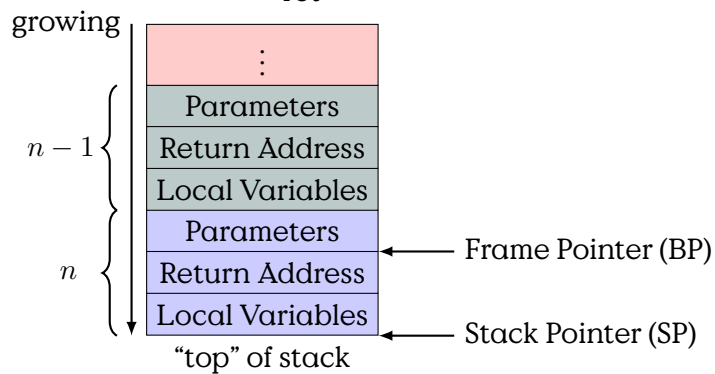 growing
⋮
Parameters
n − 1
Return Address
Local Variables
Parameters
Frame Pointer (BP)
n
Return Address
Local Variables
Stack Pointer (SP)
“top” of stack